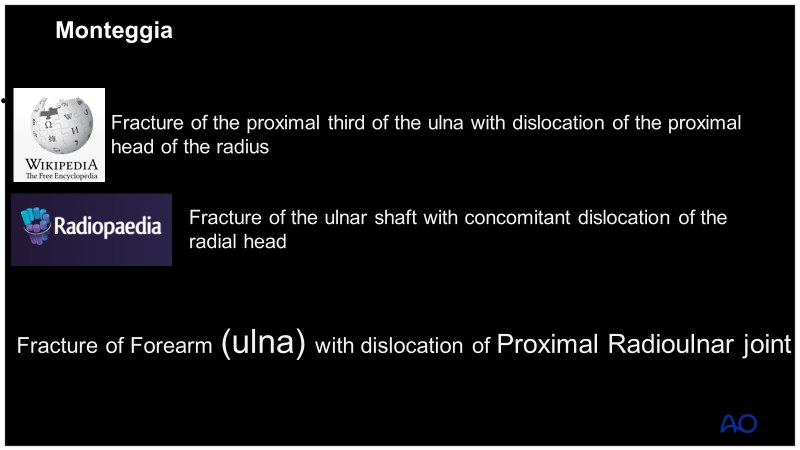 Monteggia
Fracture of the proximal third of the ulna with dislocation of the proximal
head of the radius
Ω
W
И
WIKIPEDIA
The Free Encyclopedia
Radiopaedia
Fracture of the ulnar shaft with concomitant dislocation of the
radial head
Fracture of Forearm (ulna) with dislocation of Proximal Radioulnar joint
AO